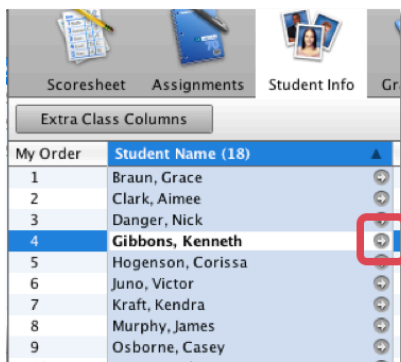 Scoresheet Assignments Student Info Gr
Extra Class Columns
My Order Student Name (18)
1 Braun, Grace
2 Clark, Aimee
3 Danger, Nick
4 Gibbons, Kenneth
5 Hogenson, Corissa
6 Juno, Victor
7 Kraft, Kendra
8 Murphy, James
9 Osborne, Casey